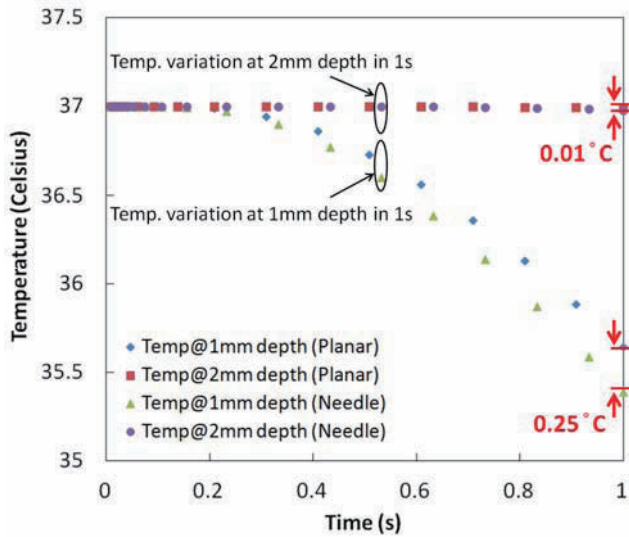 37.5
37
36.5
36
35.5
35
Temperature (Celsius)
Temp. variation at 2mm depth in 1s
Temp. variation at 1mm depth in 1s
0.01°C
0.25°C
Temp@1mm depth (Planar)
Temp@2mm depth (Planar)
Temp@1mm depth (Needle)
Temp@2mm depth (Needle)
0 0.2 0.4 0.6 0.8 1
Time (s)